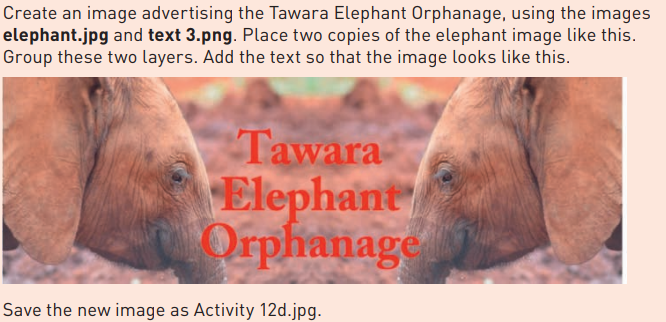 Create an image advertising the Tawara Elephant Orphanage, using the images
elephant.jpg and text 3.png. Place two copies of the elephant image like this.
Group these two layers. Add the text so that the image looks like this.
Tawara
Elephant
Orphanage
Save the new image as Activity 12d.jpg.